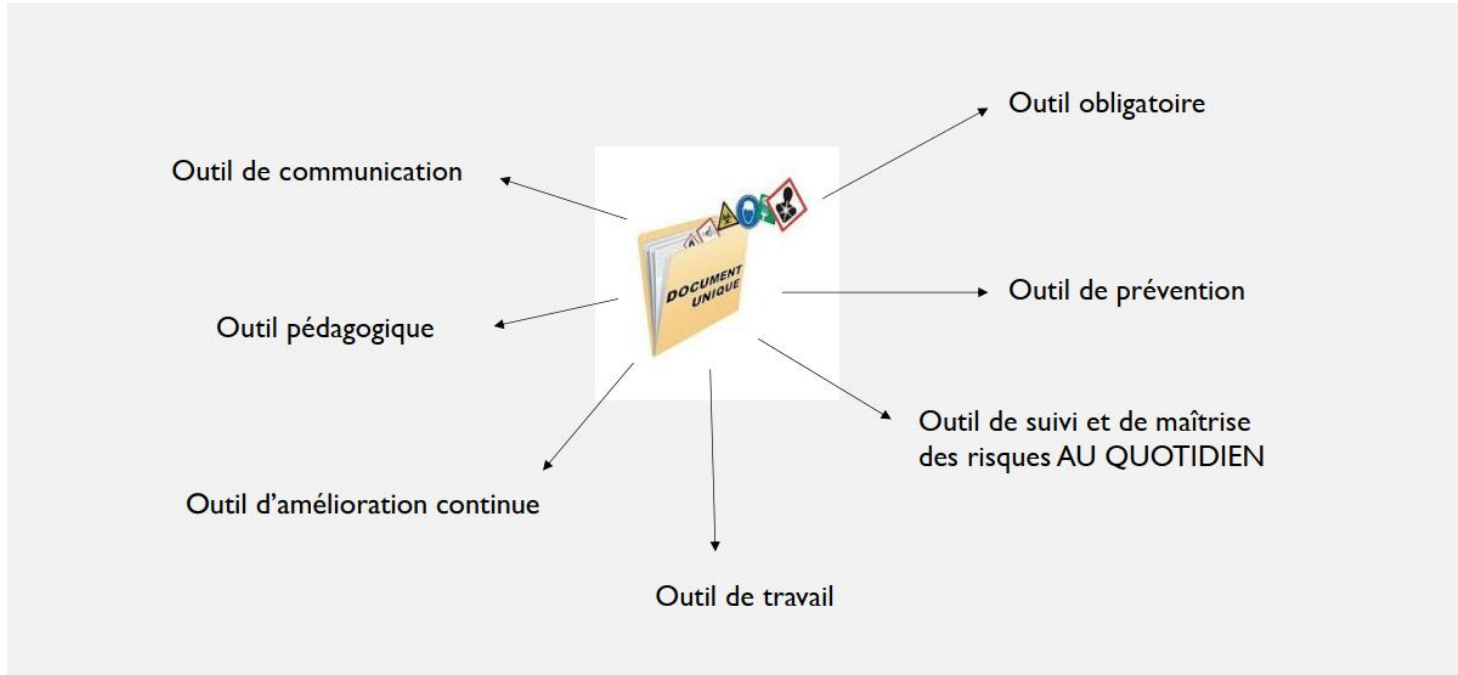 Outil obligatoire
Outil de communication
DOCUMENT
UNIQUE
Outil de prévention
Outil pédagogique
Outil de suivi et de maîtrise
des risques AU QUOTIDIEN
Outil d’amélioration continue
Outil de travail